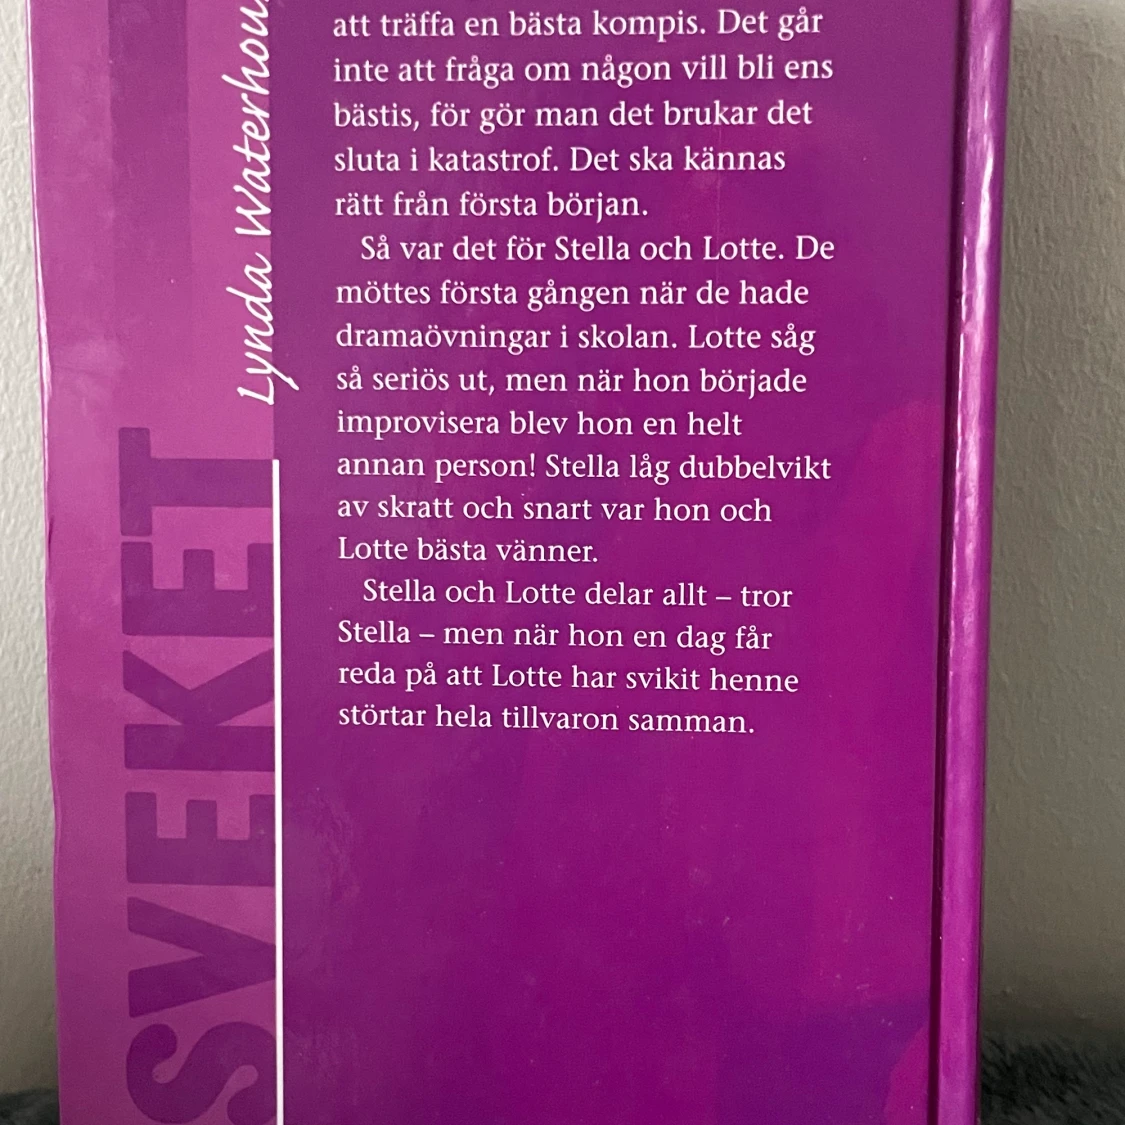 att träffa en bästa kompis. Det går
inte att fråga om någon vill bli ens
bästis, för gör man det brukar det
sluta i katastrof. Det ska kännas
rätt från första början.
Så var det för Stella och Lotte. De
möttes första gången när de hade
dramaövningar i skolan. Lotte såg
så seriös ut, men när hon började
improvisera blev hon en helt
annan person! Stella låg dubbelvikt
av skratt och snart var hon och
Lotte bästa vänner.
Stella och Lotte delar allt – tror
Stella – men när hon en dag får
reda på att Lotte har svikit henne
störtar hela tillvaron samman.
Lynda Waterhou
SVEKET